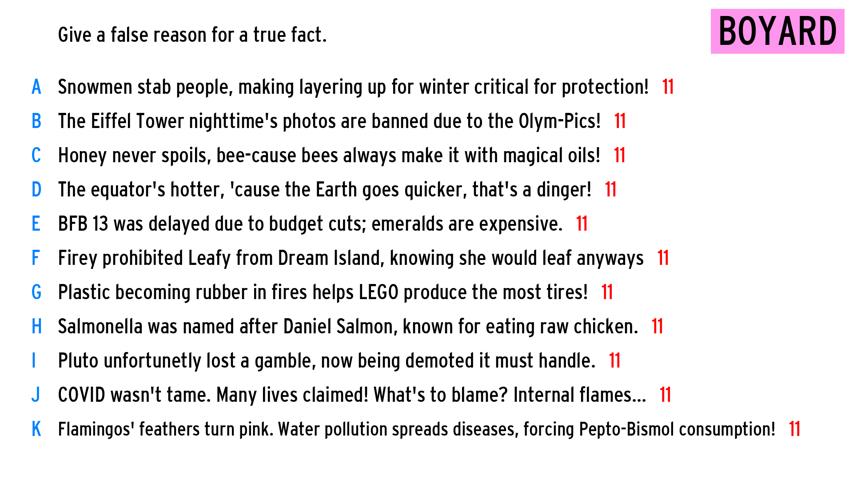 Give a false reason for a true fact.
BOYARD
A Snowmen stab people, making layering up for winter critical for protection! 11
B The Eiffel Tower nighttime's photos are banned due to the Olym-Pics! 11
C Honey never spoils, bee-cause bees always make it with magical oils! 11
D The equator's hotter, 'cause the Earth goes quicker, that's a dinger! 11
E BFB 13 was delayed due to budget cuts; emeralds are expensive. 11
F Firey prohibited Leafy from Dream Island, knowing she would leaf anyways 11
G Plastic becoming rubber in fires helps LEGO produce the most tires! 11
H Salmonella was named after Daniel Salmon, known for eating raw chicken. 11
I Pluto unfortunetly lost a gamble, now being demoted it must handle. 11
J COVID wasn't tame. Many lives claimed! What's to blame? Internal flames... 11
K Flamingos' feathers turn pink. Water pollution spreads diseases, forcing Pepto-Bismol consumption! 11